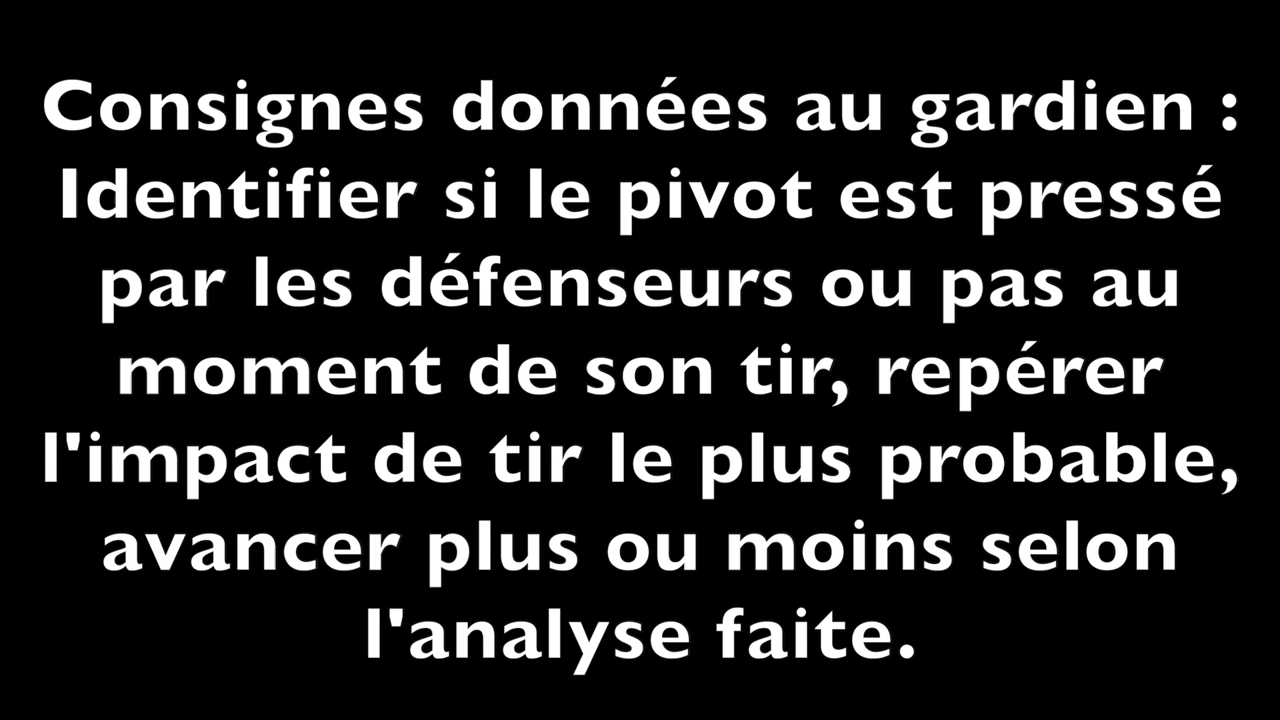 Consignes données au gardien :
Identifier si le pivot est pressé
par les défenseurs ou pas au
moment de son tir, repérer
l'impact de tir le plus probable,
avancer plus ou moins selon
l'analyse faite.